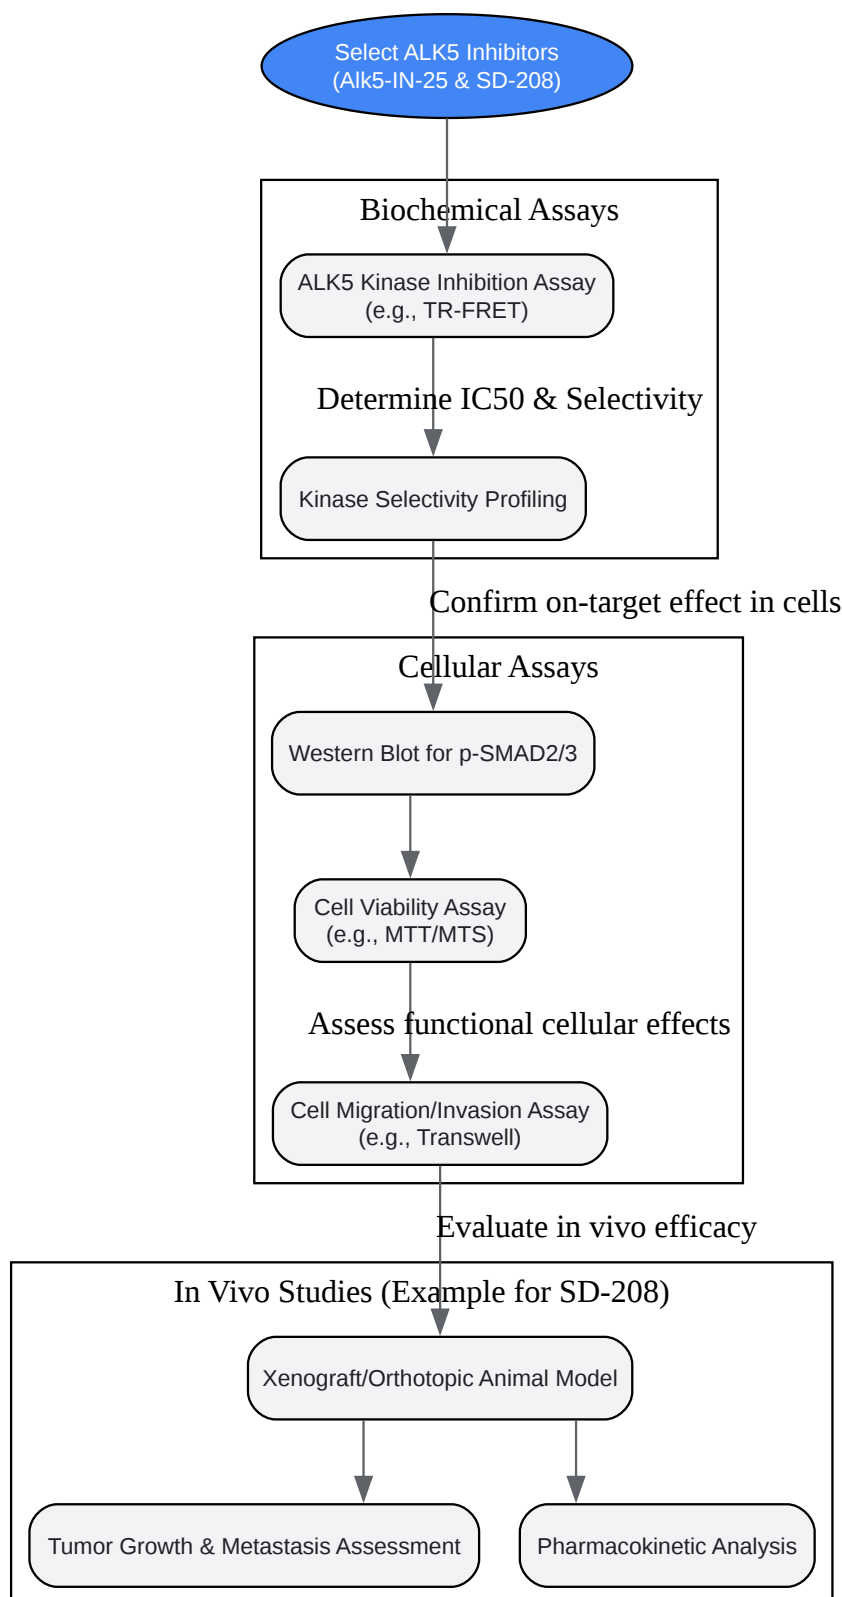 Select ALK5 Inhibitors
(Alk5-IN-25 & SD-208)
Biochemical Assays
ALK5 Kinase Inhibition Assay
(e.g., TR-FRET)
Determine IC50 & Selectivity
Kinase Selectivity Profiling
Confirm on-target effect in cells
Cellular Assays
Western Blot for p-SMAD2/3
Cell Viability Assay
(e.g., MTT/MTS)
Assess functional cellular effects
Cell Migration/Invasion Assay
(e.g., Transwell)
Evaluate in vivo efficacy
In Vivo Studies (Example for SD-208)
Xenograft/Orthotopic Animal Model
Tumor Growth & Metastasis Assessment
Pharmacokinetic Analysis